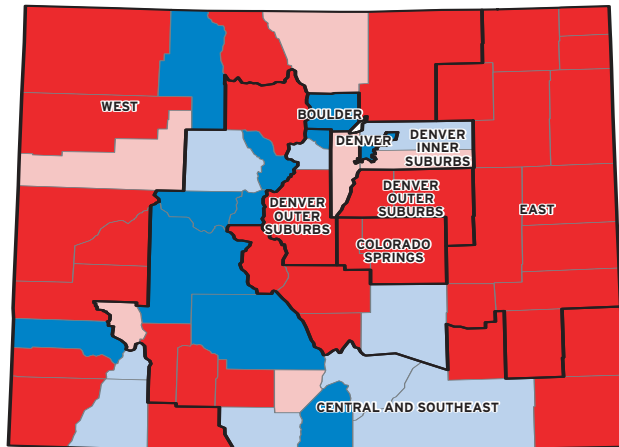 WEST
BOULDER
DENVER
DENVER
INNER
SUBURBS
DENVER
OUTER
SUBURBS
DENVER
OUTER
SUBURBS
EAST
COLORADO
SPRINGS
CENTRAL AND SOUTHEAST